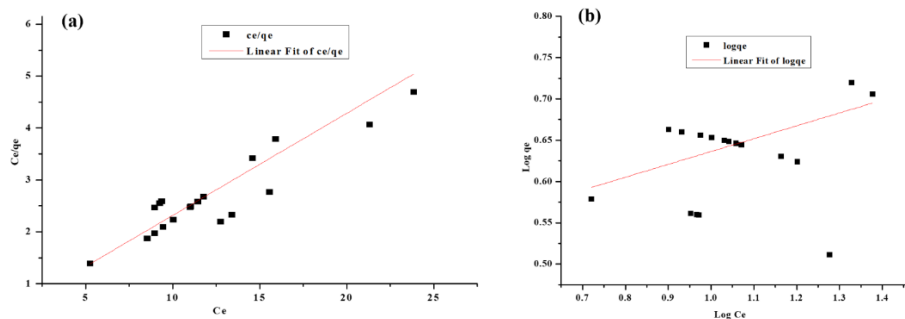 (a)
ce/qe
Linear Fit of ce/qe
Ce/qe
6
5
4
3
2
1
5
10
15
20
25
Ce
(b)
logqe
Linear Fit of logqe
Log qe
0.80
0.75
0.70
0.65
0.60
0.55
0.50
0.7
0.8
0.9
1.0
1.1
1.2
1.3
1.4
Log Ce